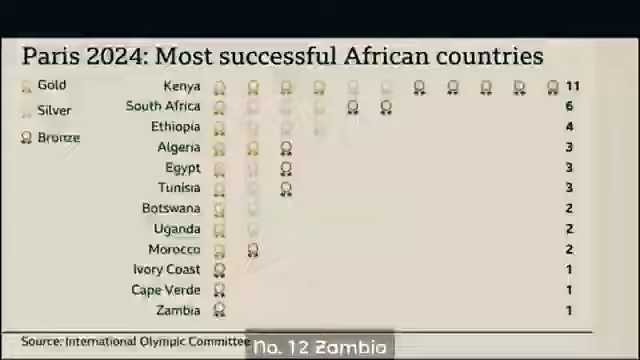 Paris 2024: Most successful African countries
Gold
Silver
Bronze
Kenya 11
South Africa 6
Ethiopia 4
Algeria 3
Egypt 3
Tunisia 3
Botswana 2
Uganda 2
Morocco 2
Ivory Coast 1
Cape Verde 1
Zambia 1
Source: International Olympic Committee
No. 12 Zambia